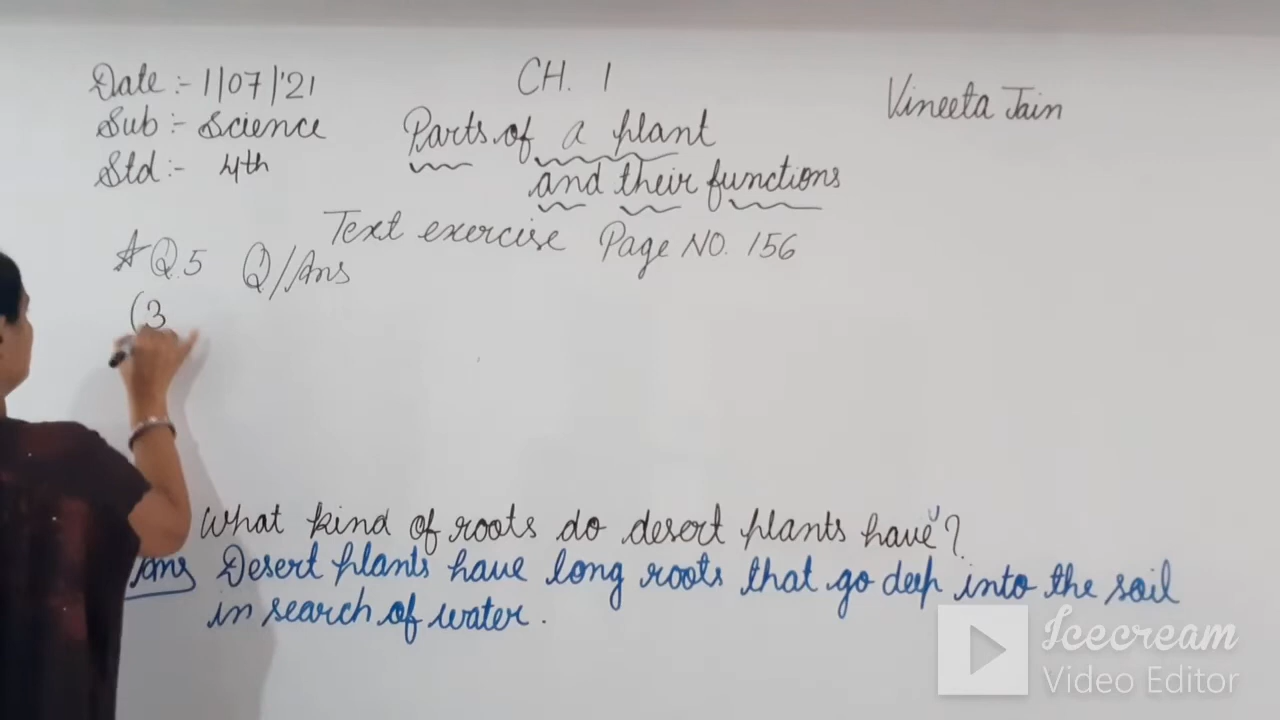 Date :- 1/07/'21
Sub :- Science
Std :- 4th
CH. 1
Parts of a plant
and their functions
Vineeta Jain
Text exercise Page NO. 156
* Q.5 Q/Ans
(3
What kind of roots do desert plants have?
Ans Desert plants have long roots that go deep into the soil
in search of water.
Icecream
Video Editor